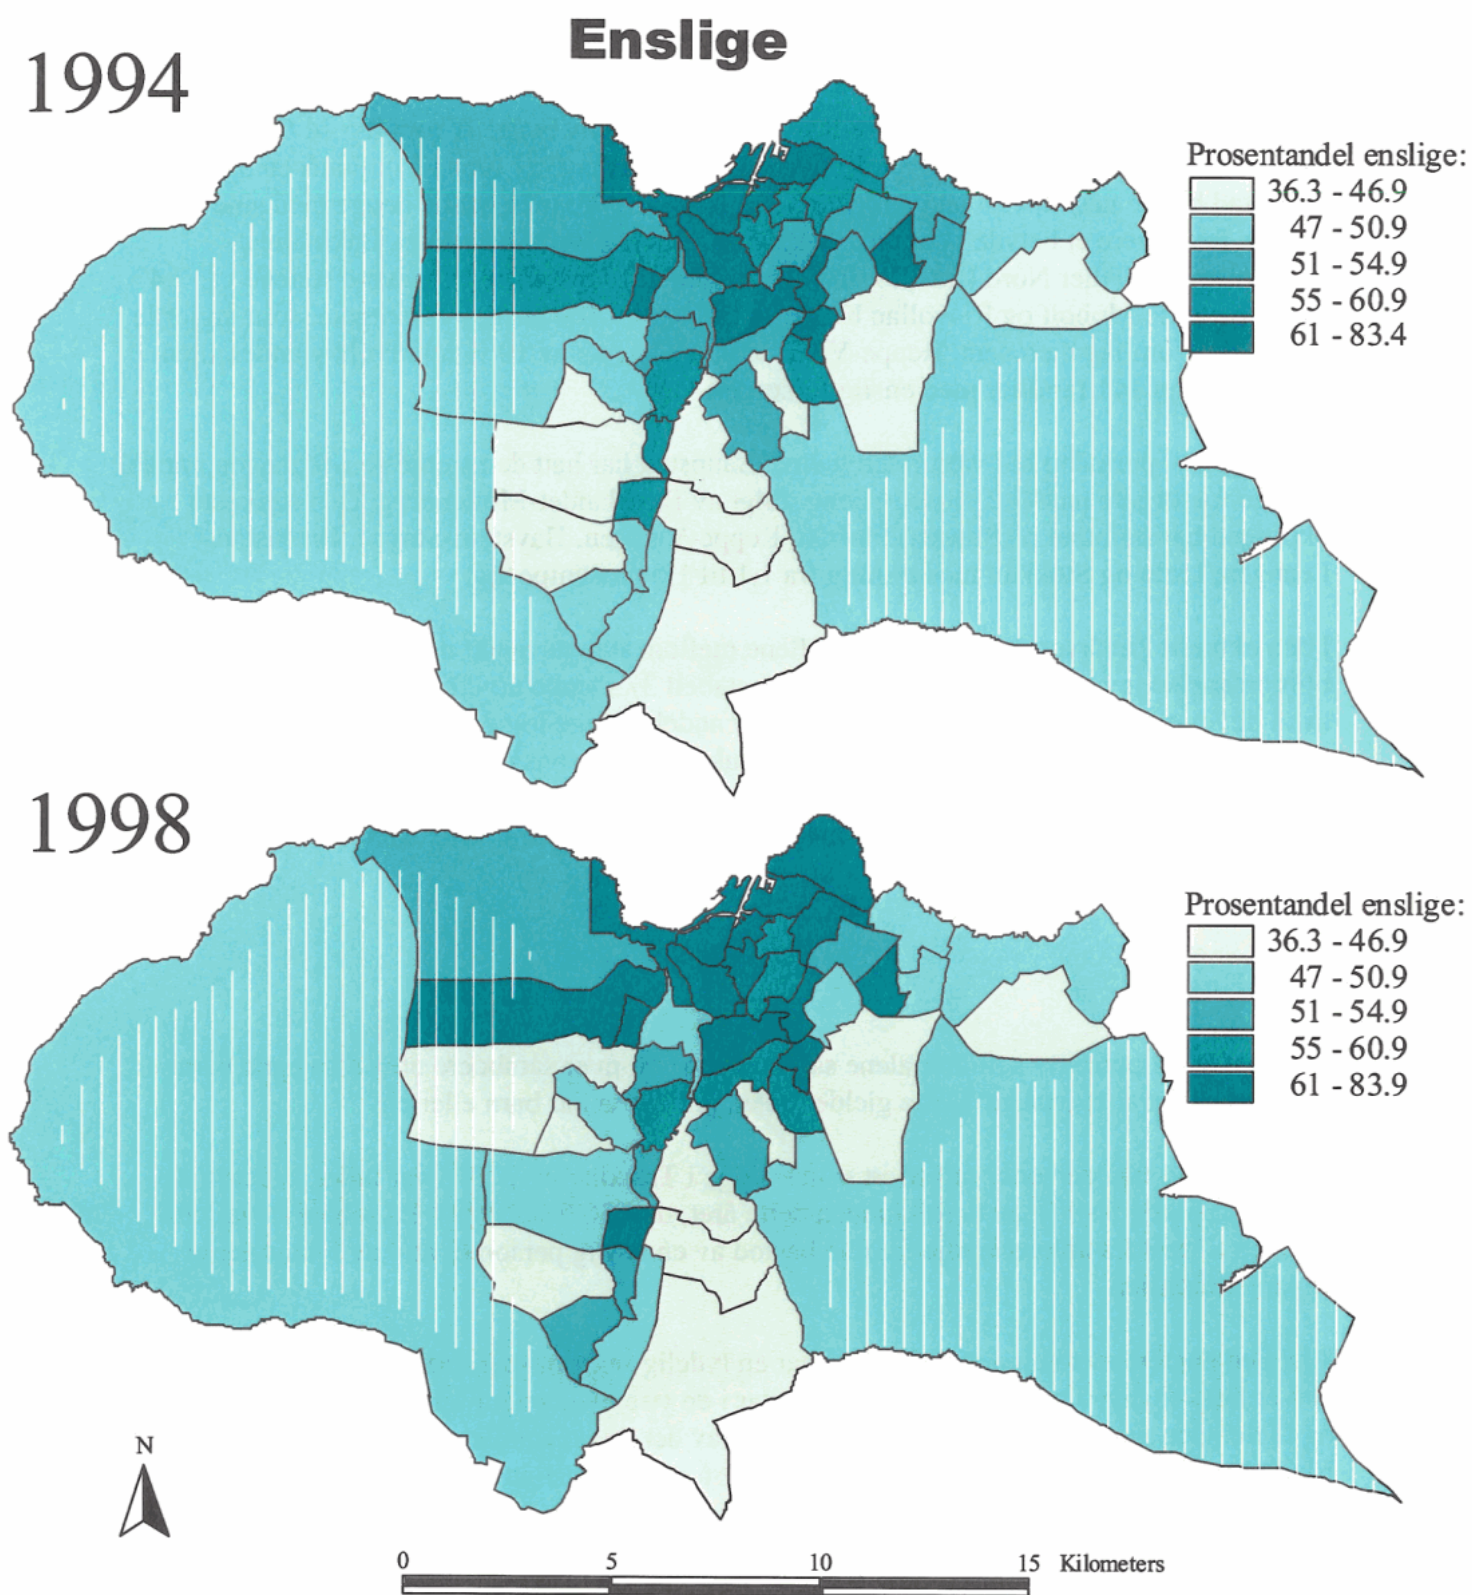 Enslige
1994
Prosentandel enslige:
36.3 - 46.9
47 - 50.9
51 - 54.9
55 - 60.9
61 - 83.4
1998
Prosentandel enslige:
36.3 - 46.9
47 - 50.9
51 - 54.9
55 - 60.9
61 - 83.9
N
0 5 10 15 Kilometers